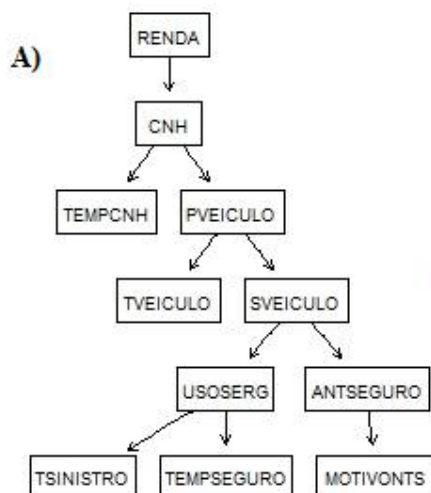 A)
RENDA
CNH
TEMPCNH PVEICULO
TVEICULO SVEICULO
USOSERG ANTSEGURO
TSINISTRO TEMPSEGURO MOTIVONTS